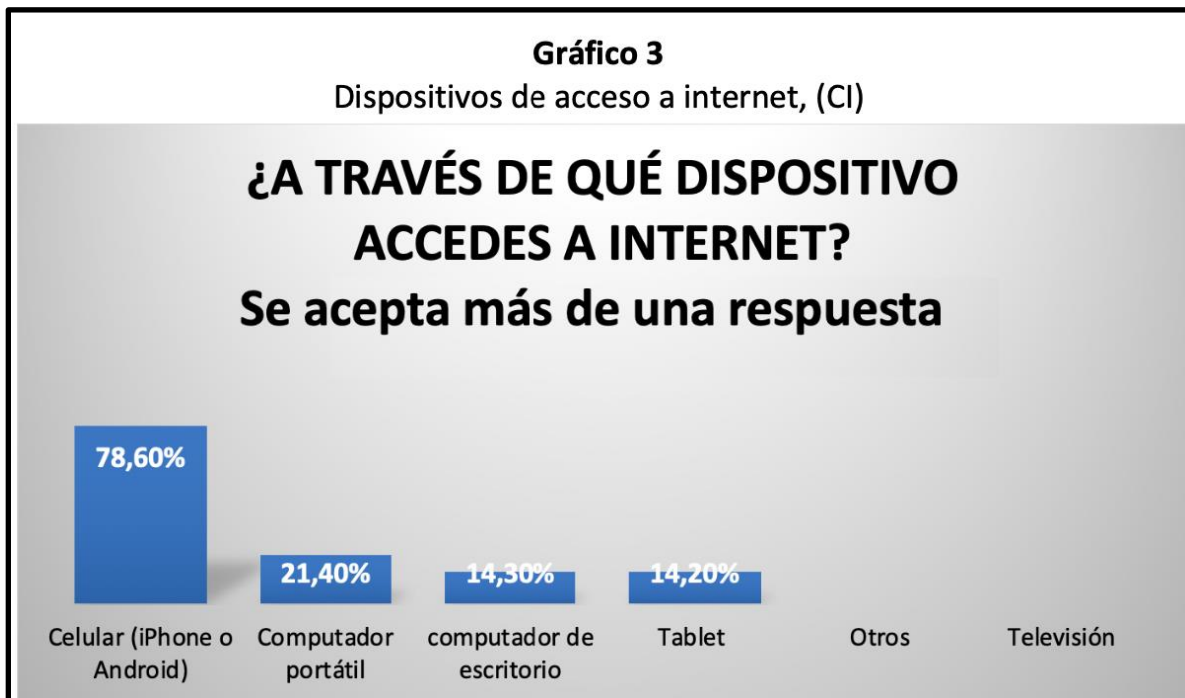 Gráfico 3
Dispositivos de acceso a internet, (CI)
¿A TRAVÉS DE QUÉ DISPOSITIVO
ACCEDES A INTERNET?
Se acepta más de una respuesta
78,60%
21,40%
14,30%
14,20%
Celular (iPhone o
Android)
Computador
portátil
computador de
escritorio
Tablet
Otros
Televisión